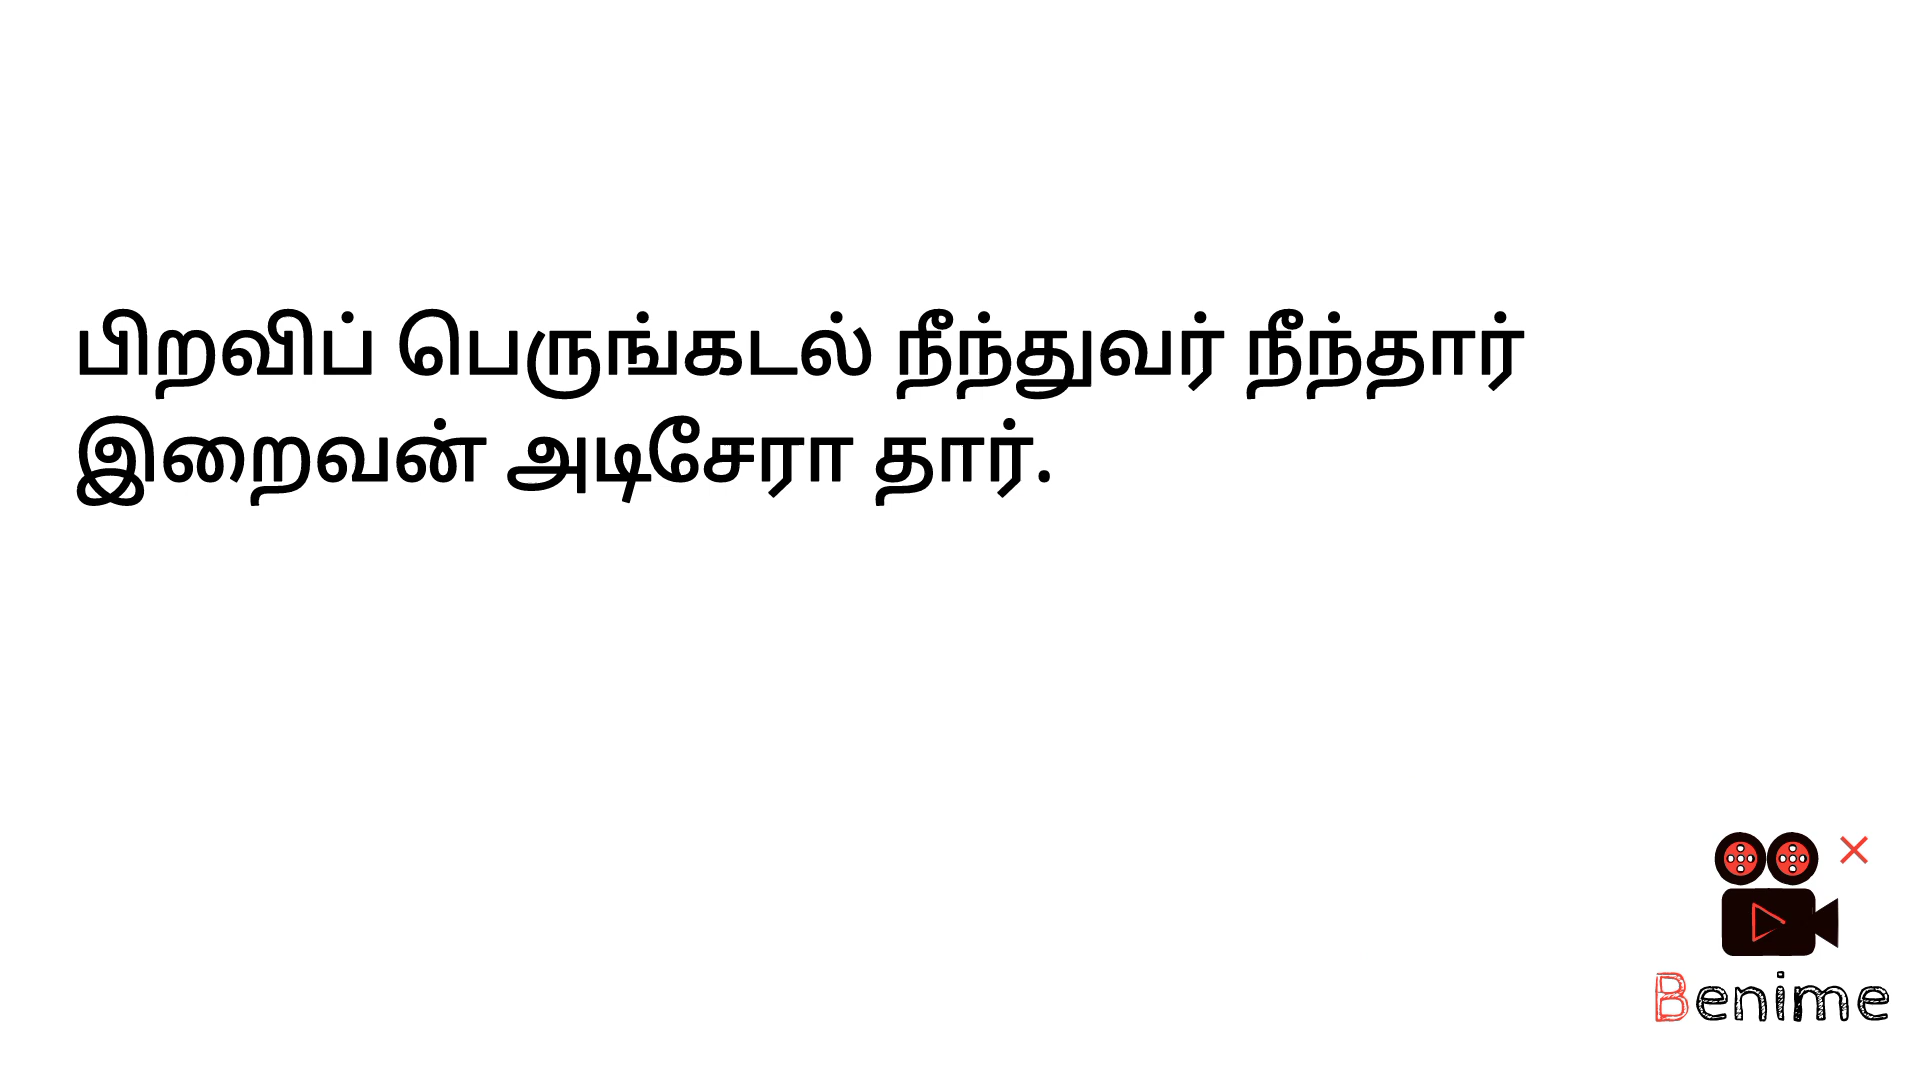 பிறவிப் பெருங்கடல் நீந்துவர் நீந்தார்
இறைவன் அடிசேரா தார்.
Benime